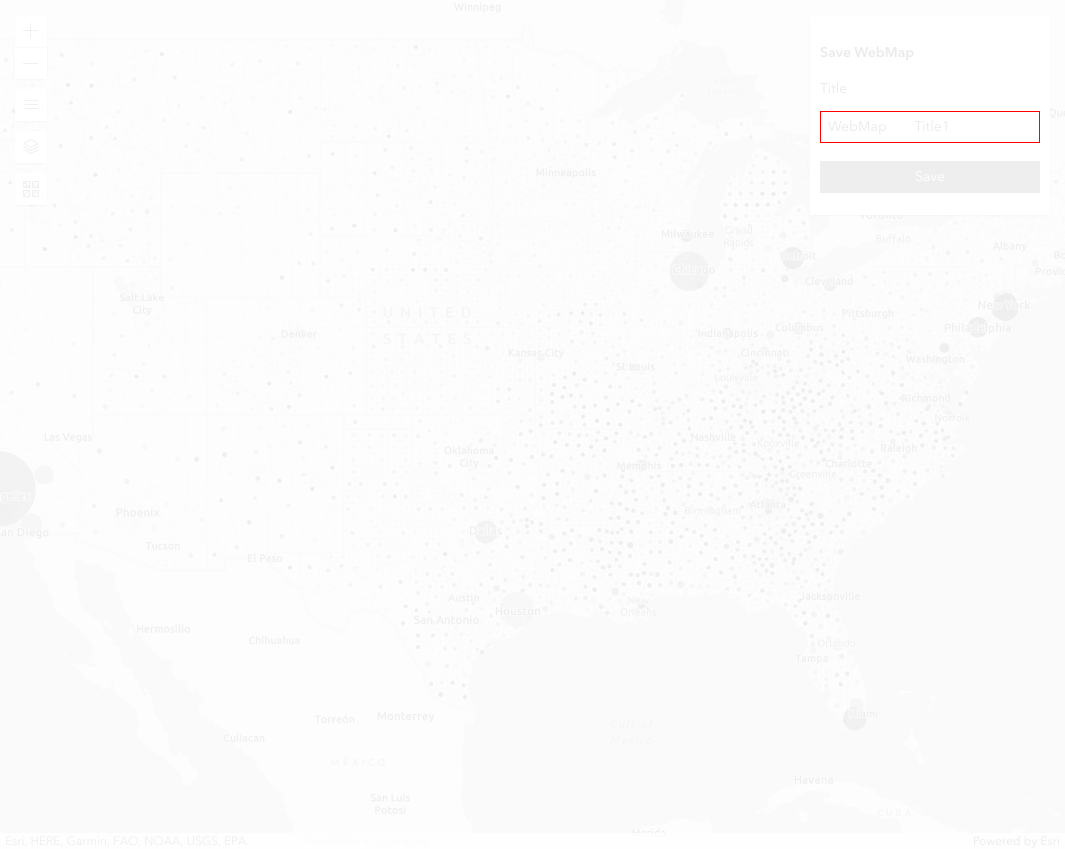 Winnipeg
Save WebMap
Title
WebMap Title1
Save
Minneapolis
Toronto
Milwaukee
Grand
Rapids
Buffalo
Albany
Detroit
Chicago
Cleveland
Salt Lake
City
New York
UNITED
STATES
Pittsburgh
Philadelphia
Denker
Indianapolis
Columbus
Kansas City
Cincinnati
Washington
St Louis
Louisville
Richmond
Norfolk
Las Vegas
Nashville
Knoxville
Raleigh
Oklahoma
City
Memphis
Charlotte
Greenville
Phoenix
Birmingham
Atlanta
San Diego
Dallas
Tucson
El Paso
Austin
Jacksonville
Houston
New
Orleans
San Antonio
Hermosillo
Chihuahua
Orlando
Tampa
Torreón
Monterrey
Miami
Gulf of
Mexico
Culiacan
MÉXICO
Havana
San Luis
Potosi
CUBA
Esri, HERE, Garmin, FAO, NOAA, USGS, EPA
Powered by Esri